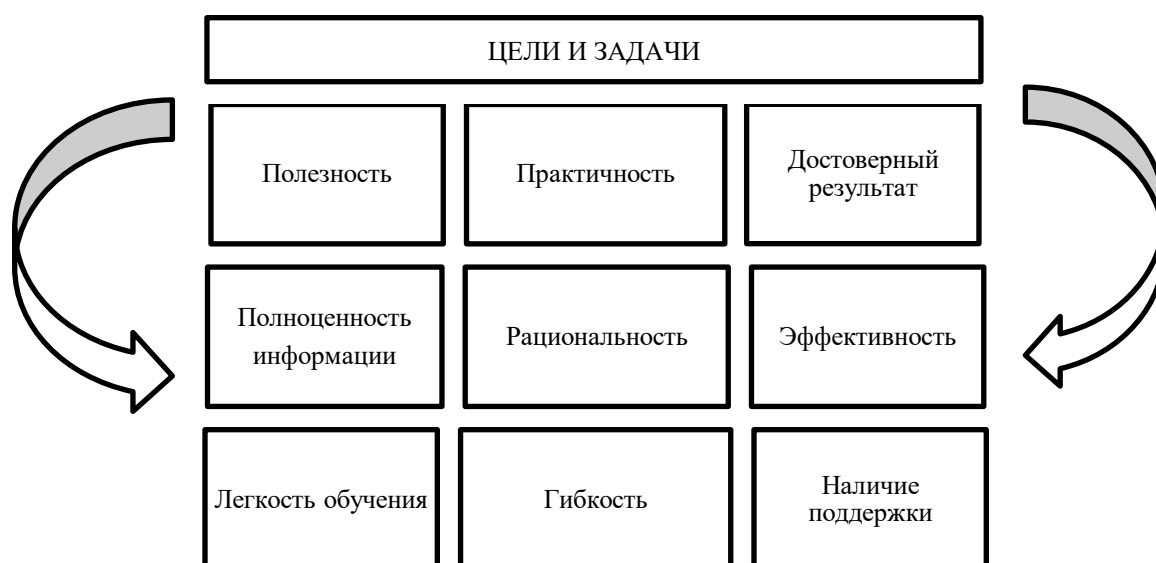 ЦЕЛИ И ЗАДАЧИ
Полезность
Практичность
Достоверный
результат
Полноценность
информации
Рациональность
Эффективность
Легкость обучения
Гибкость
Наличие
поддержки